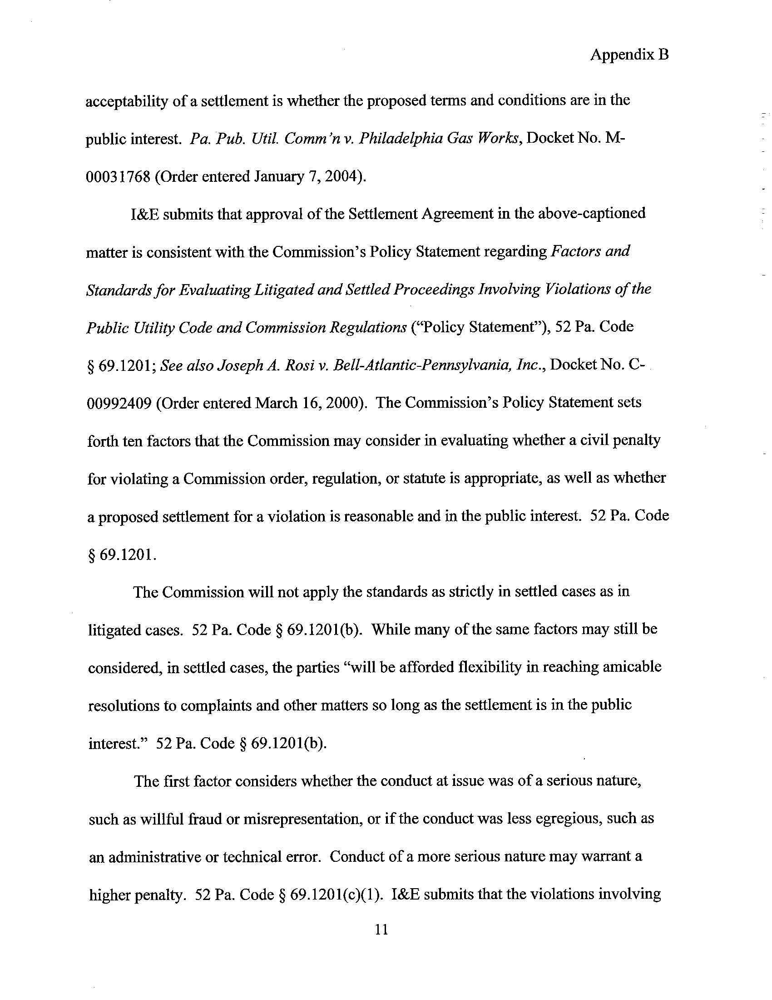 Appendix B
acceptability of a settlement is whether the proposed terms and conditions are in the
public interest.  Pa. Pub. Util. Comm'n v. Philadelphia Gas Works, Docket No. M-
00031768 (Order entered January 7, 2004).
I&E submits that approval of the Settlement Agreement in the above-captioned
matter is consistent with the Commission's Policy Statement regarding Factors and
Standards for Evaluating Litigated and Settled Proceedings Involving Violations of the
Public Utility Code and Commission Regulations ("Policy Statement"), 52 Pa. Code
§ 69.1201; See also Joseph A. Rosi v. Bell-Atlantic-Pennsylvania, Inc., Docket No. C-
00992409 (Order entered March 16, 2000).  The Commission's Policy Statement sets
forth ten factors that the Commission may consider in evaluating whether a civil penalty
for violating a Commission order, regulation, or statute is appropriate, as well as whether
a proposed settlement for a violation is reasonable and in the public interest.  52 Pa. Code
§ 69.1201.
The Commission will not apply the standards as strictly in settled cases as in
litigated cases.  52 Pa. Code § 69.1201(b).  While many of the same factors may still be
considered, in settled cases, the parties "will be afforded flexibility in reaching amicable
resolutions to complaints and other matters so long as the settlement is in the public
interest."  52 Pa. Code § 69.1201(b).
The first factor considers whether the conduct at issue was of a serious nature,
such as willful fraud or misrepresentation, or if the conduct was less egregious, such as
an administrative or technical error.  Conduct of a more serious nature may warrant a
higher penalty.  52 Pa. Code § 69.1201(c)(1).  I&E submits that the violations involving
11